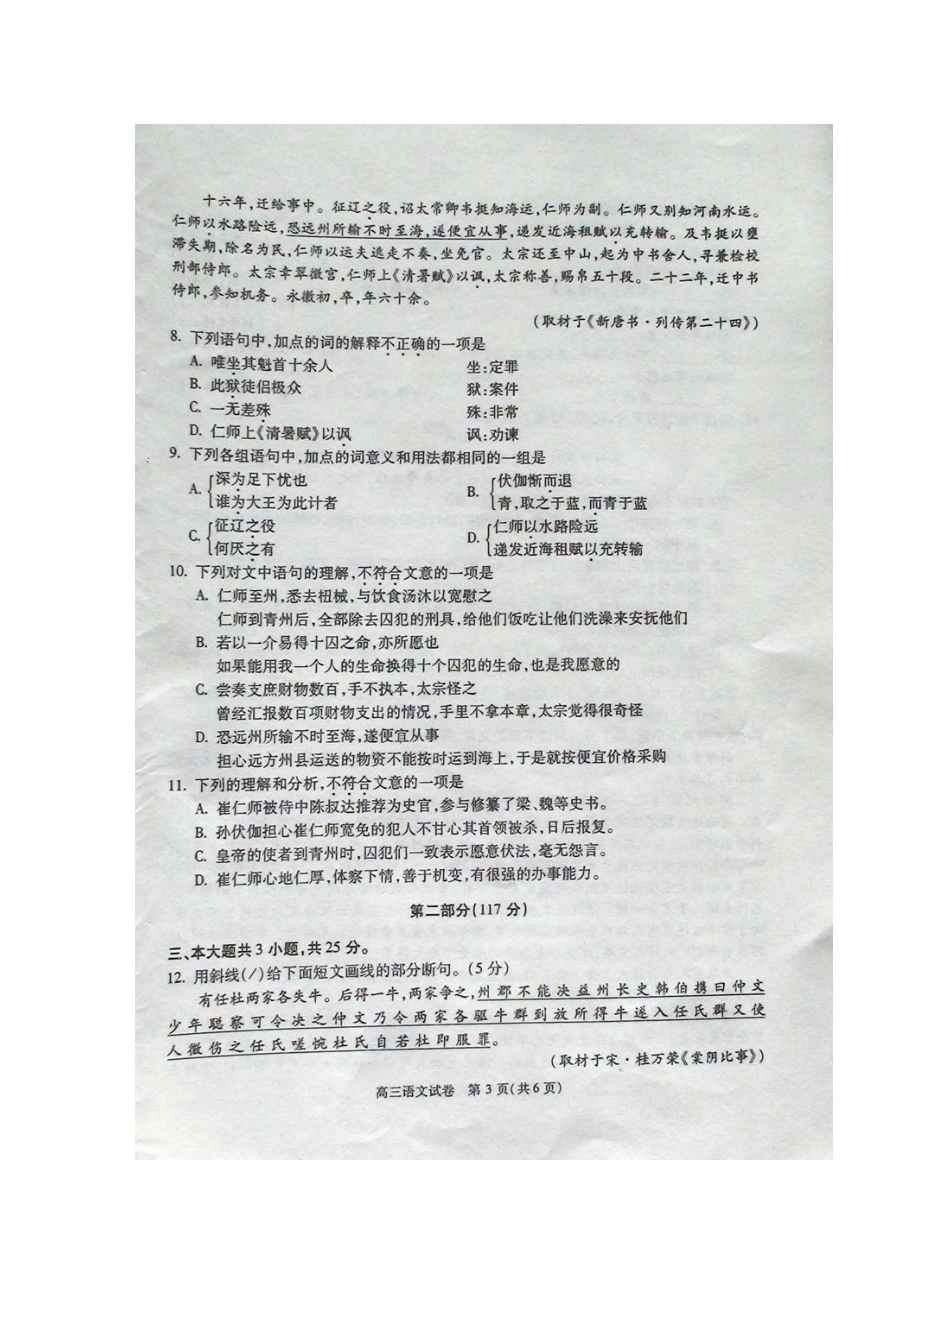 十六年,迁给事中。征辽之役,诏太常卿韦挺知海运,仁师为副。仁师又别知河南水运。
仁师以水路险远,恐远州所输不时至海,遂便宜从事,递发近海租赋以充转输。及韦挺以壅
滞失期,除名为民,仁师以运夫逃走不奏,坐免官。太宗还至中山,起为中书舍人,寻兼检校
刑部侍郎。太宗幸翠微宫,仁师上《清暑赋》以讽,太宗称善,赐帛五十段。二十二年,迁中书
侍郎,参知机务。永徽初,卒,年六十余。
(取材于《新唐书·列传第二十四》)
8. 下列语句中,加点的词的解释不正确的一项是
A. 唯坐其魁首十余人 坐:定罪
B. 此狱徒侣极众 狱:案件
C. 一无差殊 殊:非常
D. 仁师上《清暑赋》以讽 讽:劝谏
9. 下列各组语句中,加点的词意义和用法都相同的一组是
A. 深为足下忧也 谁为大王为此计者
B. 伏伽惭而退 青,取之于蓝,而青于蓝
C. 征辽之役 何厌之有
D. 仁师以水路险远 递发近海租赋以充转输
10. 下列对文中语句的理解,不符合文意的一项是
A. 仁师至州,悉去杻械,与饮食汤沐以宽慰之
仁师到青州后,全部除去囚犯的刑具,给他们饭吃让他们洗澡来安抚他们
B. 若以一介易得十囚之命,亦所愿也
如果能用我一个人的生命换得十个囚犯的生命,也是我愿意的
C. 尝奏支度财物数百,手不执本,太宗怪之
曾经汇报数百项财物支出的情况,手里不拿本章,太宗觉得很奇怪
D. 恐远州所输不时至海,遂便宜从事
担心远方州县运送的物资不能按时运到海上,于是就按便宜价格采购
11. 下列的理解和分析,不符合文意的一项是
A. 崔仁师被侍中陈叔达推荐为史官,参与修纂了梁、魏等史书。
B. 孙伏伽担心崔仁师宽免的犯人不甘心其首领被杀,日后报复。
C. 皇帝的使者到青州时,囚犯们一致表示愿意伏法,毫无怨言。
D. 崔仁师心地仁厚,体察下情,善于机变,有很强的办事能力。
第二部分(117 分)
三、本大题共 3 小题,共 25 分。
12. 用斜线(/)给下面短文画线的部分断句。(5 分)
有任杜两家各失牛。后得一牛,两家争之,州郡不能决益州长史韩伯携曰仲文
少年聪察可令决之仲文乃令两家各驱牛群到放所得牛遂入任氏群又使
人微伤之任氏嗟惋杜氏自若杜即服罪。
(取材于宋·桂万荣《棠阴比事》)
高三语文试卷 第 3 页(共 6 页)